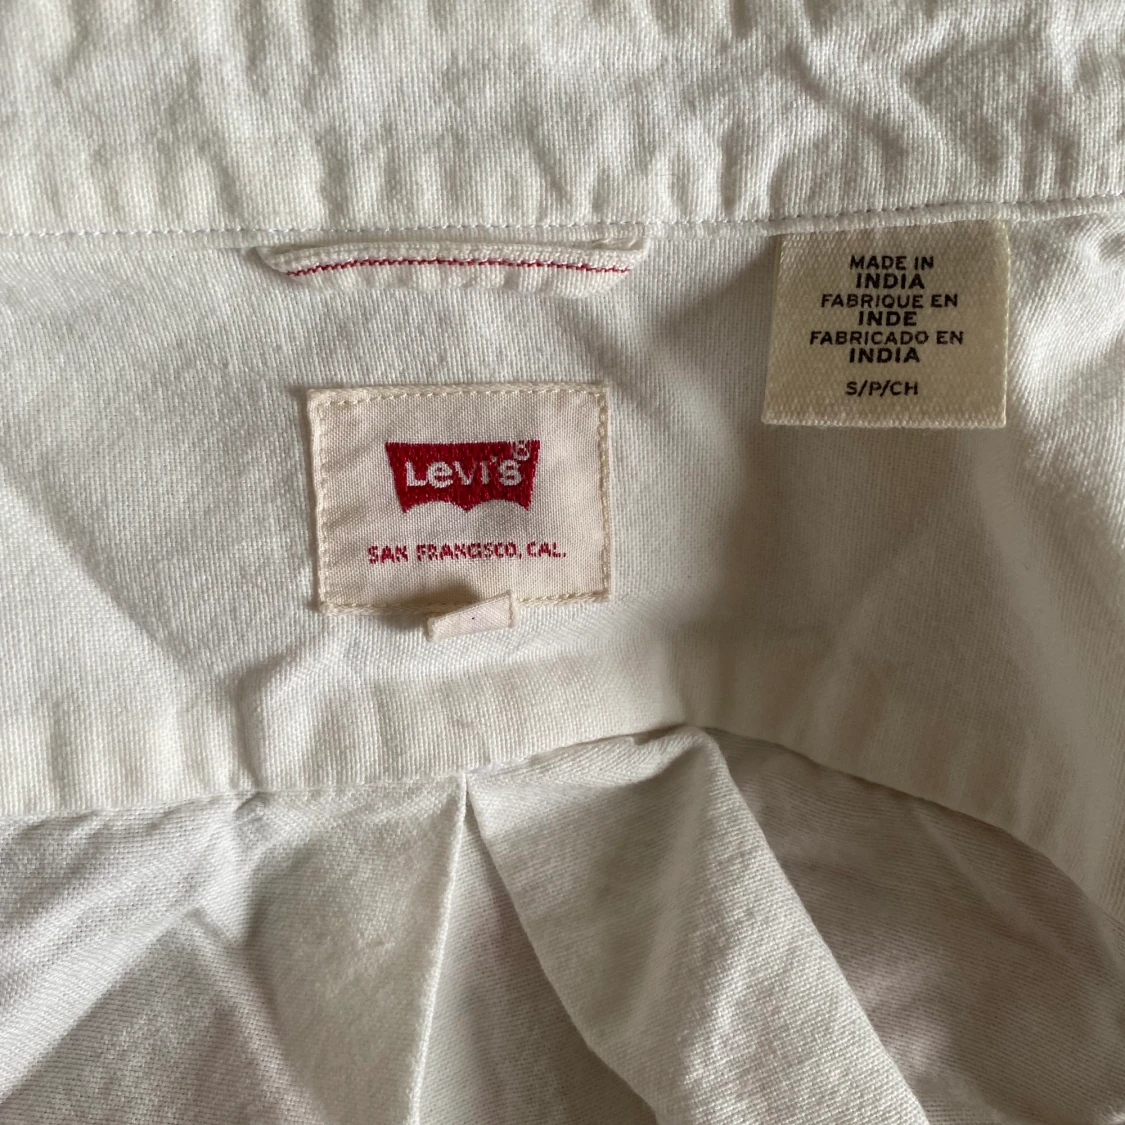 Levi's®
SAN FRANCISCO, CAL.
MADE IN
INDIA
FABRIQUE EN
INDE
FABRICADO EN
INDIA
S/P/CH